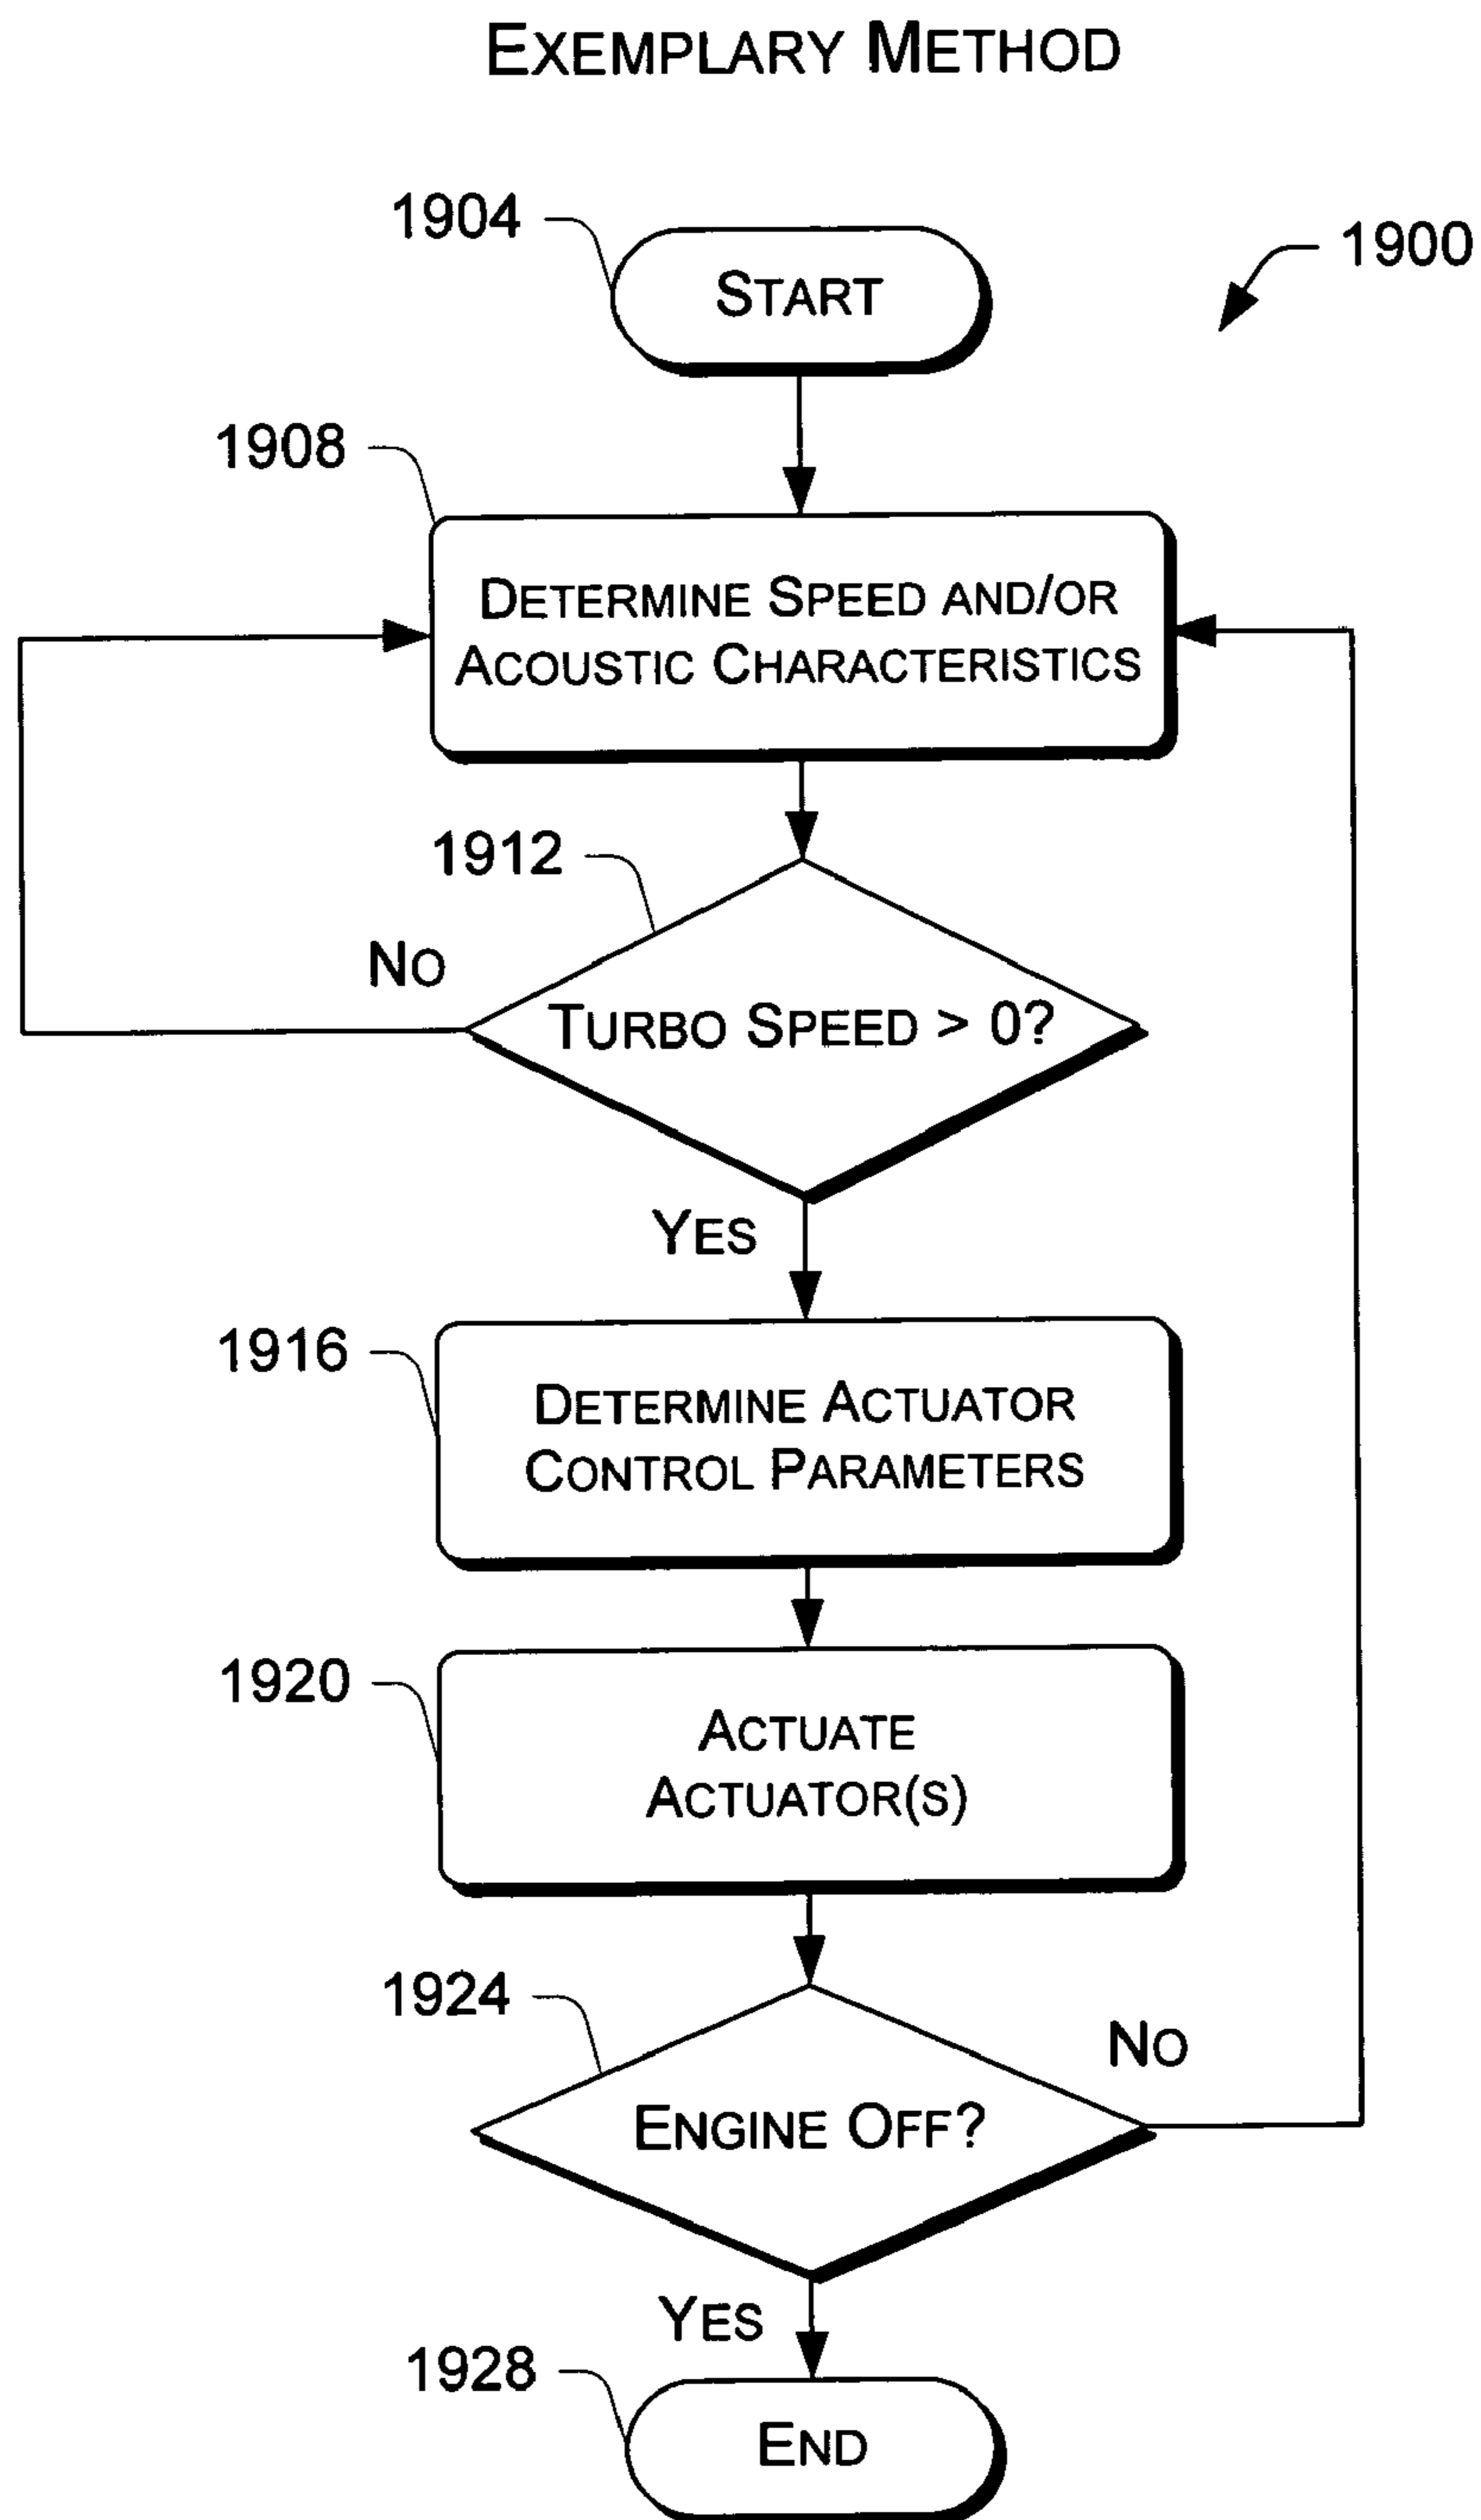 EXEMPLARY METHOD
1904
1900
START
1908
DETERMINE SPEED AND/OR
ACOUSTIC CHARACTERISTICS
1912
NO
TURBO SPEED > 0?
YES
1916
DETERMINE ACTUATOR
CONTROL PARAMETERS
1920
ACTUATE
ACTUATOR(S)
1924
NO
ENGINE OFF?
YES
1928
END